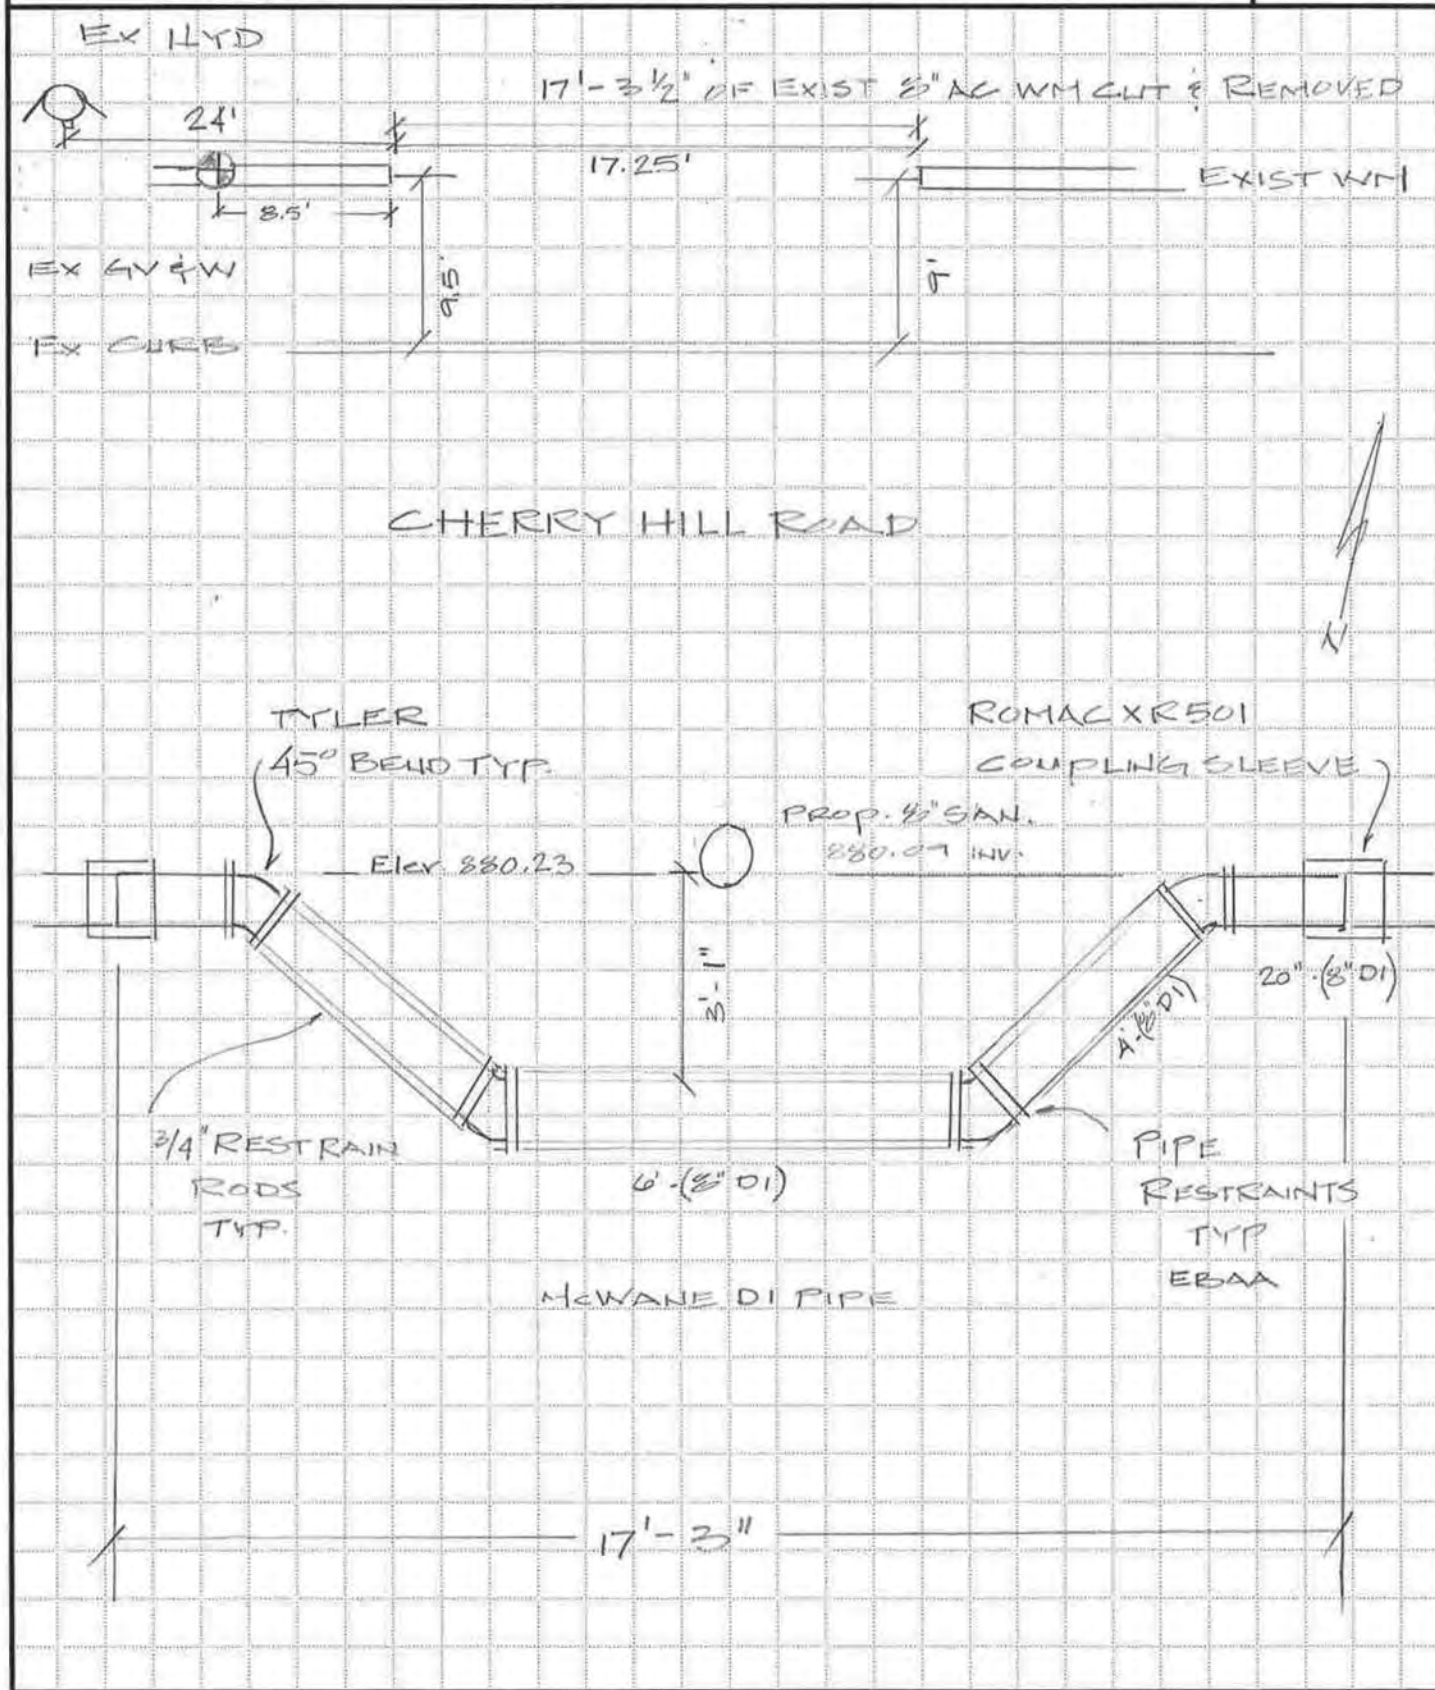 EX HYD
17'-3 1/2" OF EXIST 8" AC WM CUT & REMOVED
24'
17.25'
EXIST WM
8.5'
EX GV & W
9.5'
9'
EX CURB
CHERRY HILL ROAD
N
TYLER
45° BEND TYP.
ROMAC XR501
COUPLING SLEEVE
PROP. 8" SAN.
880.09 INV.
Elev. 880.23
3'-1"
20" - (8" DI)
4' - (8" DI)
3/4" RESTRAIN
RODS
TYP.
6' - (8" DI)
PIPE
RESTRAINTS
TYP
EBAA
McWANE DI PIPE
17'-3"